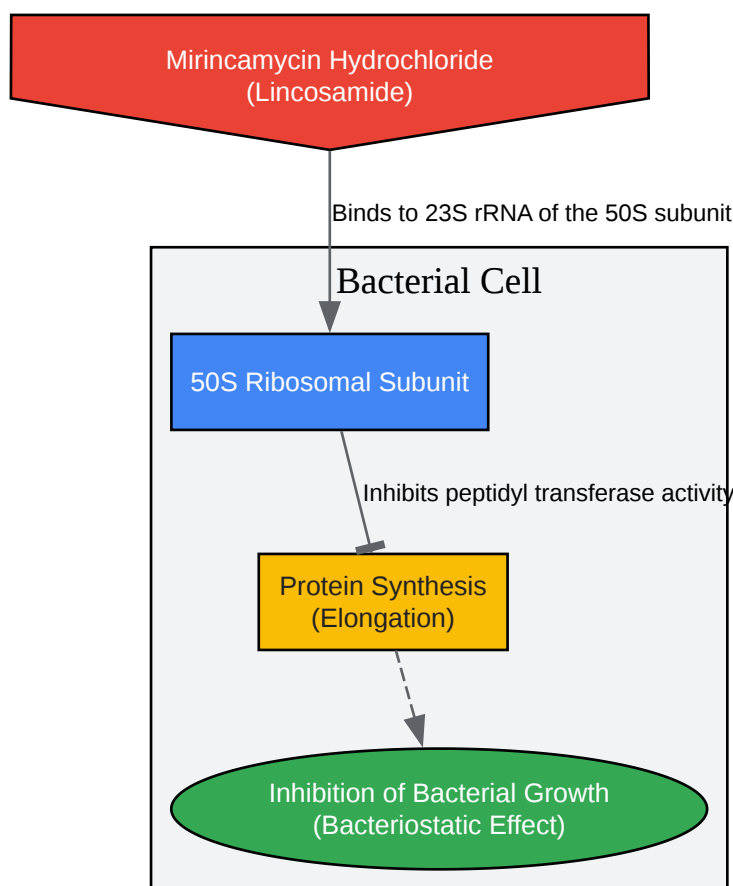 Mirincamycin Hydrochloride
(Lincosamide)
Binds to 23S rRNA of the 50S subunit
Bacterial Cell
50S Ribosomal Subunit
Inhibits peptidyl transferase activity
Protein Synthesis
(Elongation)
Inhibition of Bacterial Growth
(Bacteriostatic Effect)